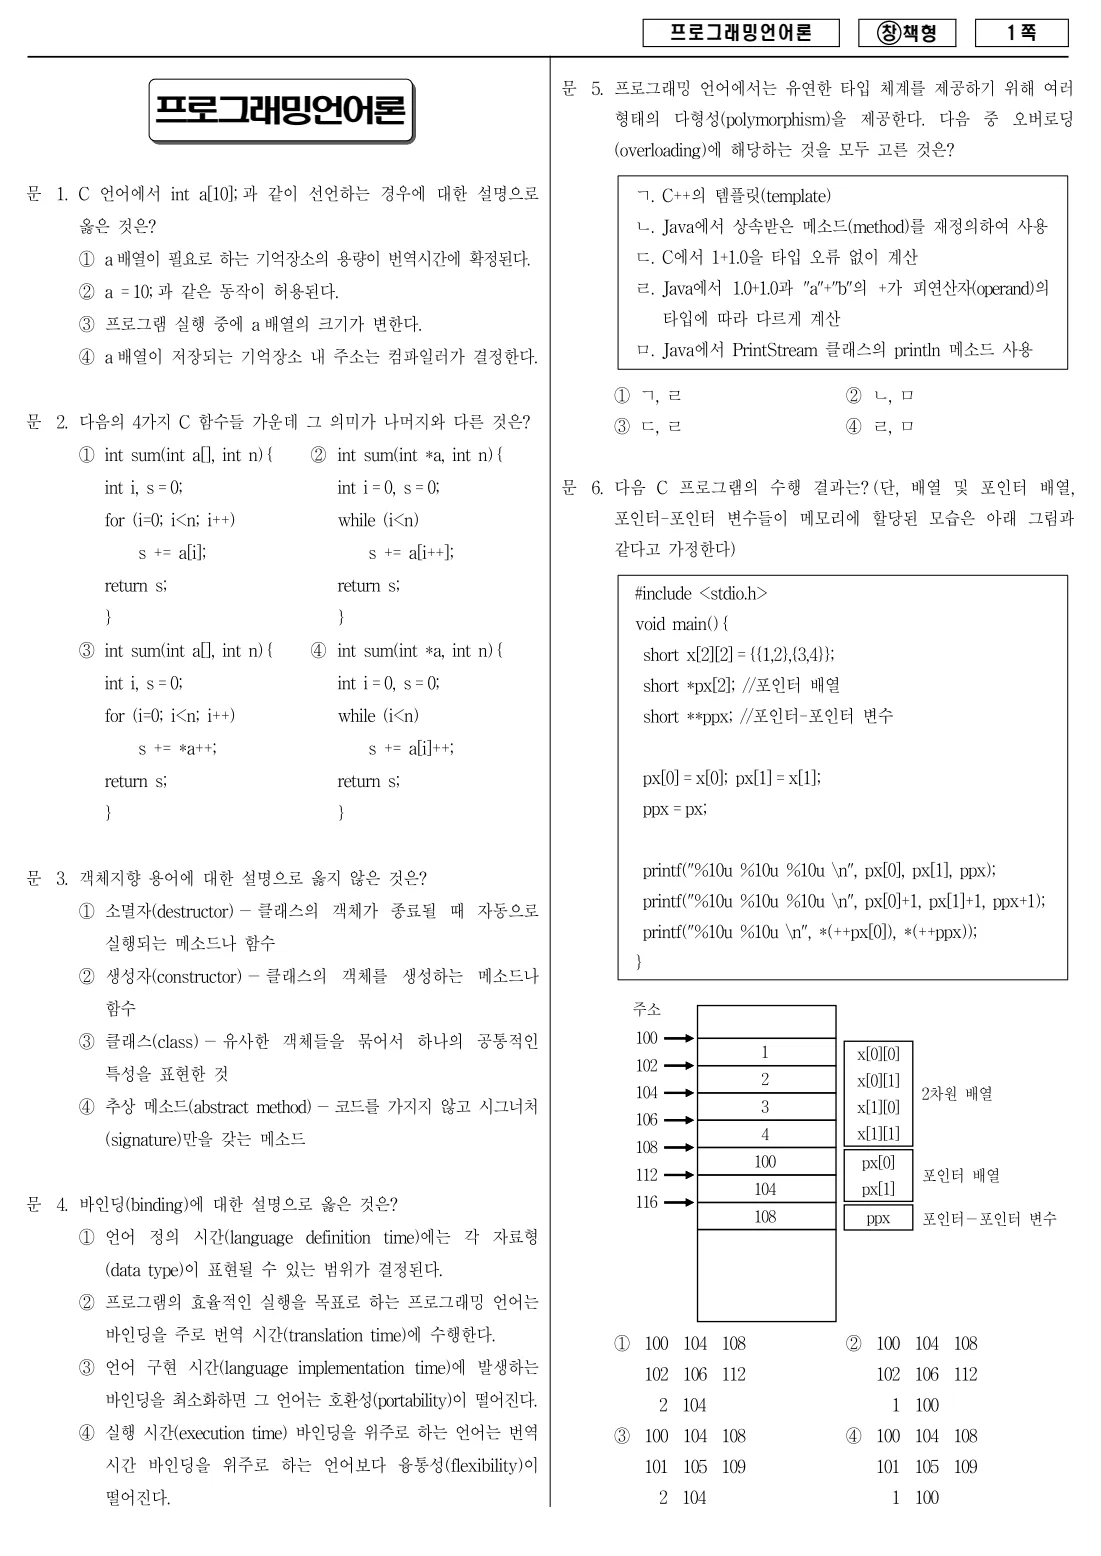 프로그래밍언어론
창책형
1쪽
프로그래밍언어론
문 1. C 언어에서 int a[10];과 같이 선언하는 경우에 대한 설명으로
옳은 것은?
① a배열이 필요로 하는 기억장소의 용량이 번역시간에 확정된다.
② a = 10;과 같은 동작이 허용된다.
③ 프로그램 실행 중에 a배열의 크기가 변한다.
④ a배열이 저장되는 기억장소 내 주소는 컴파일러가 결정한다.
문 2. 다음의 4가지 C 함수들 가운데 그 의미가 나머지와 다른 것은?
① int sum(int a[], int n) {
int i, s = 0;
for (i=0; i<n; i++)
s += a[i];
return s;
}
② int sum(int *a, int n) {
int i = 0, s = 0;
while (i<n)
s += a[i++];
return s;
}
③ int sum(int a[], int n) {
int i, s = 0;
for (i=0; i<n; i++)
s += *a++;
return s;
}
④ int sum(int *a, int n) {
int i = 0, s = 0;
while (i<n)
s += a[i]++;
return s;
}
문 3. 객체지향 용어에 대한 설명으로 옳지 않은 것은?
① 소멸자(destructor) － 클래스의 객체가 종료될 때 자동으로
실행되는 메소드나 함수
② 생성자(constructor) － 클래스의 객체를 생성하는 메소드나
함수
③ 클래스(class) － 유사한 객체들을 묶어서 하나의 공통적인
특성을 표현한 것
④ 추상 메소드(abstract method) － 코드를 가지지 않고 시그너처
(signature)만을 갖는 메소드
문 4. 바인딩(binding)에 대한 설명으로 옳은 것은?
① 언어 정의 시간(language definition time)에는 각 자료형
(data type)이 표현될 수 있는 범위가 결정된다.
② 프로그램의 효율적인 실행을 목표로 하는 프로그래밍 언어는
바인딩을 주로 번역 시간(translation time)에 수행한다.
③ 언어 구현 시간(language implementation time)에 발생하는
바인딩을 최소화하면 그 언어는 호환성(portability)이 떨어진다.
④ 실행 시간(execution time) 바인딩을 위주로 하는 언어는 번역
시간 바인딩을 위주로 하는 언어보다 융통성(flexibility)이
떨어진다.
문 5. 프로그래밍 언어에서는 유연한 타입 체계를 제공하기 위해 여러
형태의 다형성(polymorphism)을 제공한다. 다음 중 오버로딩
(overloading)에 해당하는 것을 모두 고른 것은?
ㄱ. C++의 템플릿(template)
ㄴ. Java에서 상속받은 메소드(method)를 재정의하여 사용
ㄷ. C에서 1+1.0을 타입 오류 없이 계산
ㄹ. Java에서 1.0+1.0과 "a"+"b"의 +가 피연산자(operand)의
타입에 따라 다르게 계산
ㅁ. Java에서 PrintStream 클래스의 println 메소드 사용
① ㄱ, ㄹ ② ㄴ, ㅁ
③ ㄷ, ㄹ ④ ㄹ, ㅁ
문 6. 다음 C 프로그램의 수행 결과는? (단, 배열 및 포인터 배열,
포인터-포인터 변수들이 메모리에 할당된 모습은 아래 그림과
같다고 가정한다)
#include <stdio.h>
void main() {
short x[2][2] = {{1,2},{3,4}};
short *px[2]; //포인터 배열
short **ppx; //포인터-포인터 변수
px[0] = x[0]; px[1] = x[1];
ppx = px;
printf("%10u %10u %10u \n", px[0], px[1], ppx);
printf("%10u %10u %10u \n", px[0]+1, px[1]+1, ppx+1);
printf("%10u %10u \n", *(++px[0]), *(++ppx));
}
주소
100
102 1 x[0][0]
104 2 x[0][1] 2차원 배열
106 3 x[1][0]
108 4 x[1][1]
112 100 px[0] 포인터 배열
116 104 px[1]
108 ppx 포인터－포인터 변수
① 100 104 108
102 106 112
2 104
② 100 104 108
102 106 112
1 100
③ 100 104 108
101 105 109
2 104
④ 100 104 108
101 105 109
1 100